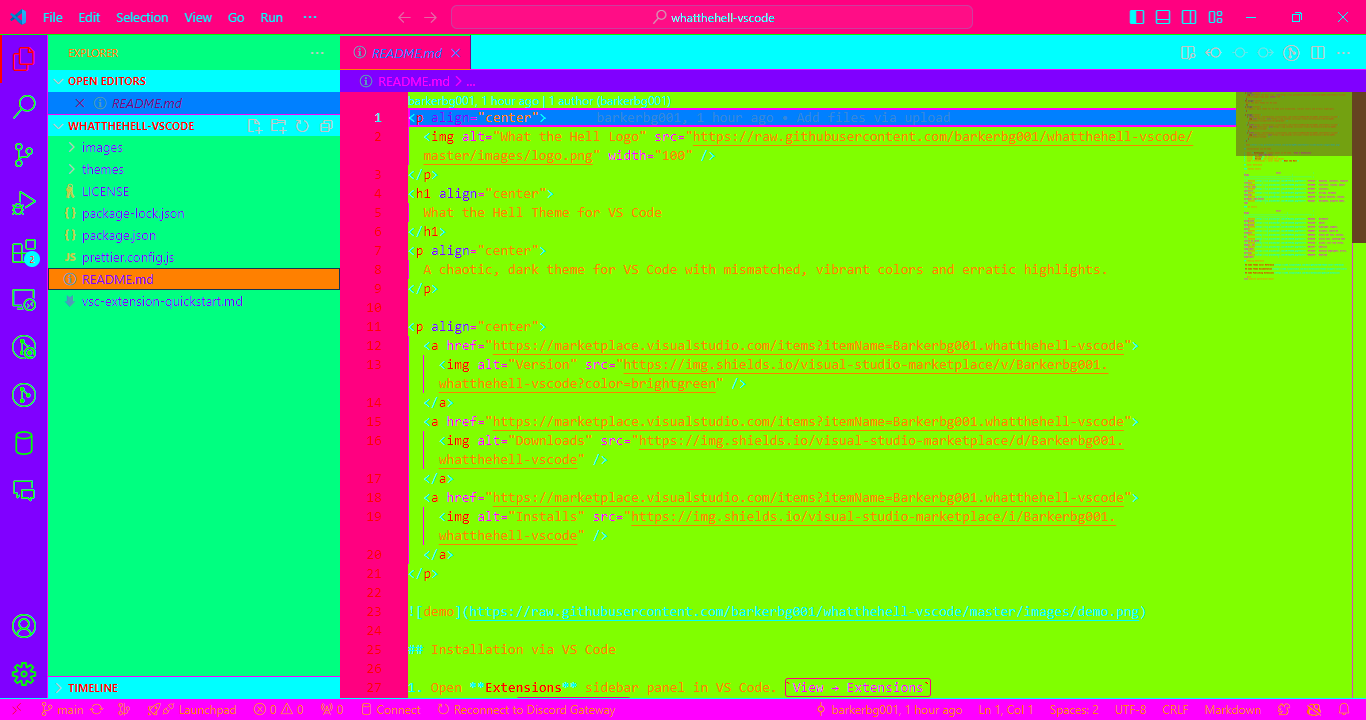 File Edit Selection View Go Run ···
whatthehell-vscode
EXPLORER ···
OPEN EDITORS
README.md
WHATTHEHELL-VSCODE
images
themes
LICENSE
{} package-lock.json
{} package.json
JS prettier.config.js
README.md
vsc-extension-quickstart.md
TIMELINE
2
README.md
README.md > ...
barkerbg001, 1 hour ago | 1 author (barkerbg001)
1 <p align="center"> barkerbg001, 1 hour ago • Add files via upload
2 <img alt="What the Hell Logo" src="https://raw.githubusercontent.com/barkerbg001/whatthehell-vscode/
master/images/logo.png" width="100" />
3 </p>
4 <h1 align="center">
5 What the Hell Theme for VS Code
6 </h1>
7 <p align="center">
8 A chaotic, dark theme for VS Code with mismatched, vibrant colors and erratic highlights.
9 </p>
10
11 <p align="center">
12 <a href="https://marketplace.visualstudio.com/items?itemName=Barkerbg001.whatthehell-vscode">
13 <img alt="Version" src="https://img.shields.io/visual-studio-marketplace/v/Barkerbg001.
whatthehell-vscode?color=brightgreen" />
14 </a>
15 <a href="https://marketplace.visualstudio.com/items?itemName=Barkerbg001.whatthehell-vscode">
16 <img alt="Downloads" src="https://img.shields.io/visual-studio-marketplace/d/Barkerbg001.
whatthehell-vscode" />
17 </a>
18 <a href="https://marketplace.visualstudio.com/items?itemName=Barkerbg001.whatthehell-vscode">
19 <img alt="Installs" src="https://img.shields.io/visual-studio-marketplace/i/Barkerbg001.
whatthehell-vscode" />
20 </a>
21 </p>
22
23 ![demo](https://raw.githubusercontent.com/barkerbg001/whatthehell-vscode/master/images/demo.png)
24
25 ## Installation via VS Code
26
27 1. Open **Extensions** sidebar panel in VS Code. `View → Extensions`
main Launchpad 0 0 0 Connect Reconnect to Discord Gateway barkerbg001, 1 hour ago Ln 1, Col 1 Spaces: 2 UTF-8 CRLF Markdown